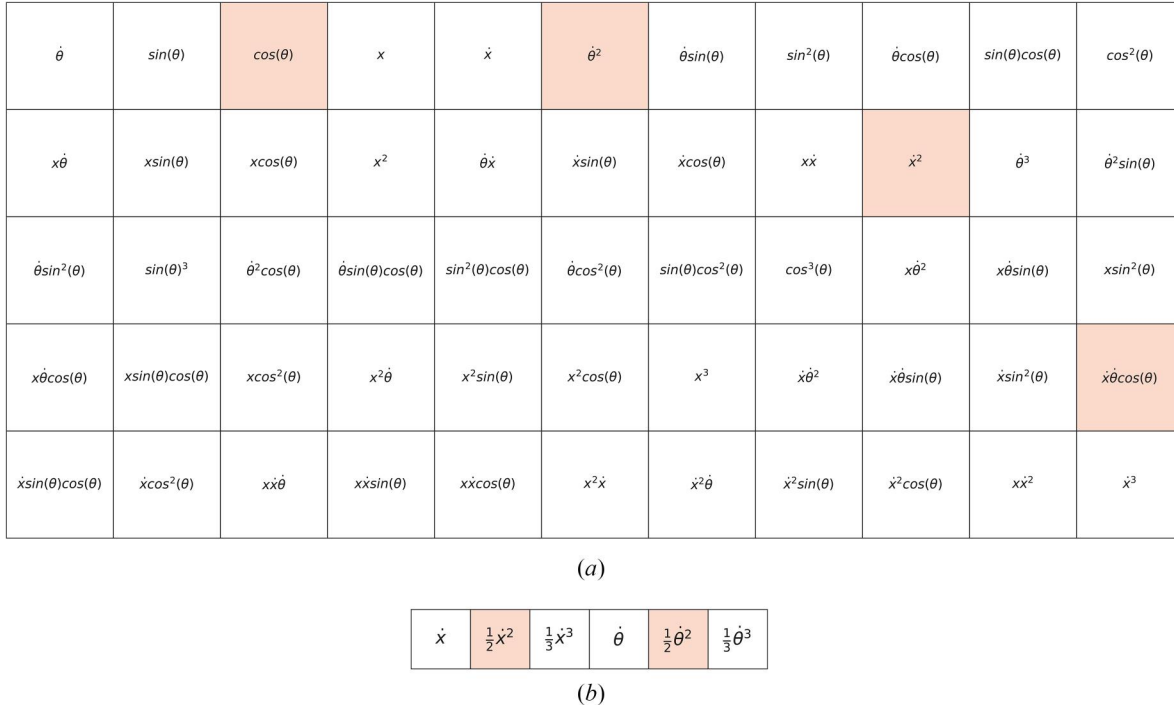 θ̇ sin(θ) cos(θ) x ẋ θ̇² θ̇sin(θ) sin²(θ) θ̇cos(θ) sin(θ)cos(θ) cos²(θ)
xθ̇ xsin(θ) xcos(θ) x² θ̇ẋ ẋsin(θ) ẋcos(θ) xẋ ẋ² θ̇³ θ̇²sin(θ)
θ̇sin²(θ) sin(θ)³ θ̇²cos(θ) θ̇sin(θ)cos(θ) sin²(θ)cos(θ) θ̇cos²(θ) sin(θ)cos²(θ) cos³(θ) xθ̇² xθ̇sin(θ) xsin²(θ)
xθ̇cos(θ) xsin(θ)cos(θ) xcos²(θ) x²θ̇ x²sin(θ) x²cos(θ) x³ ẋθ̇² ẋθ̇sin(θ) ẋsin²(θ) ẋθ̇cos(θ)
ẋsin(θ)cos(θ) ẋcos²(θ) xẋθ̇ xẋsin(θ) xẋcos(θ) x²ẋ ẋ²θ̇ ẋ²sin(θ) ẋ²cos(θ) xẋ² ẋ³
(a)
ẋ ½ẋ² ⅓ẋ³ θ̇ ½θ̇² ⅓θ̇³
(b)